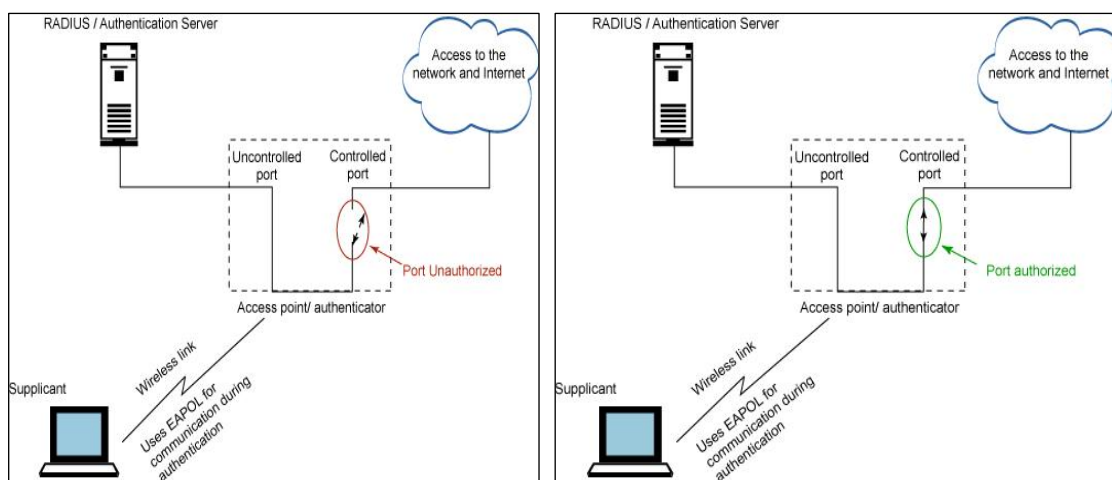 RADIUS / Authentication Server
Access to the
network and Internet
Uncontrolled
port
Controlled
port
Port Unauthorized
Access point/ authenticator
Wireless link
Uses EAPOL for
communication during
authentication
Supplicant
RADIUS / Authentication Server
Access to the
network and Internet
Uncontrolled
port
Controlled
port
Port authorized
Access point/ authenticator
Wireless link
Uses EAPOL for
communication during
authentication
Supplicant